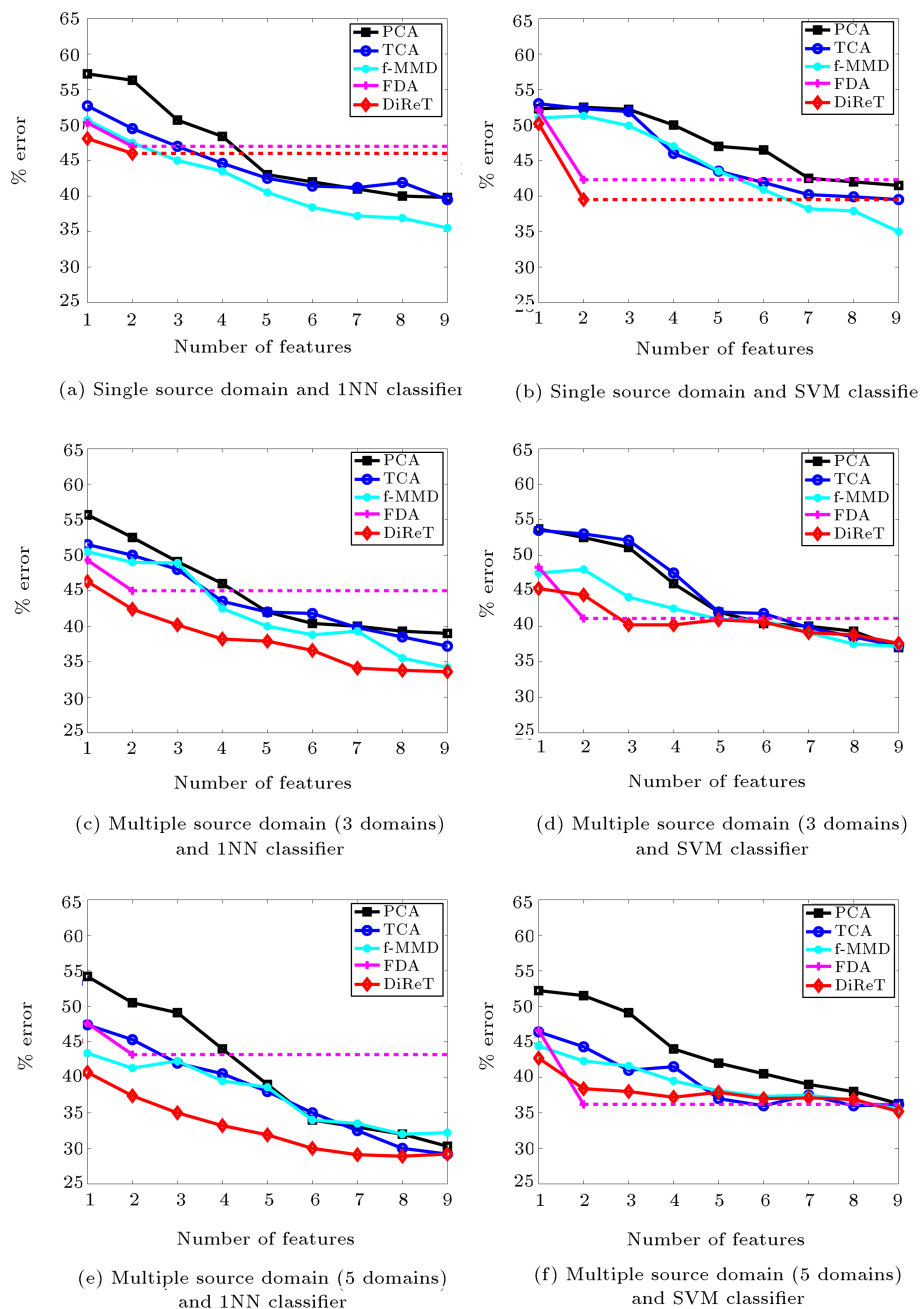 65
60
55
50
45
40
35
30
25
% error
PCA
TCA
f-MMD
FDA
DiReT
1 2 3 4 5 6 7 8 9
Number of features
(a) Single source domain and 1NN classifier
65
60
55
50
45
40
35
30
25
% error
PCA
TCA
f-MMD
FDA
DiReT
1 2 3 4 5 6 7 8 9
Number of features
(b) Single source domain and SVM classifie
65
60
55
50
45
40
35
30
25
% error
PCA
TCA
f-MMD
FDA
DiReT
1 2 3 4 5 6 7 8 9
Number of features
(c) Multiple source domain (3 domains)
and 1NN classifier
65
60
55
50
45
40
35
30
25
% error
PCA
TCA
f-MMD
FDA
DiReT
1 2 3 4 5 6 7 8 9
Number of features
(d) Multiple source domain (3 domains)
and SVM classifier
65
60
55
50
45
40
35
30
25
% error
PCA
TCA
f-MMD
FDA
DiReT
1 2 3 4 5 6 7 8 9
Number of features
(e) Multiple source domain (5 domains)
and 1NN classifier
65
60
55
50
45
40
35
30
25
% error
PCA
TCA
f-MMD
FDA
DiReT
1 2 3 4 5 6 7 8 9
Number of features
(f) Multiple source domain (5 domains)
and SVM classifier